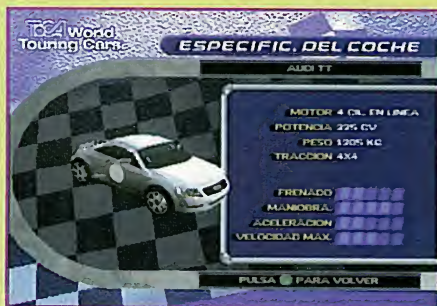 TOCA World
Touring Cars
ESPECIFIC. DEL COCHE
AUDI TT
MOTOR 4 CIL. EN LINEA
POTENCIA 225 CV
PESO 1205 KG
TRACCION 4X4
FRENADO
MANIOBRA.
ACELERACION
VELOCIDAD MAX.
PULSA PARA VOLVER